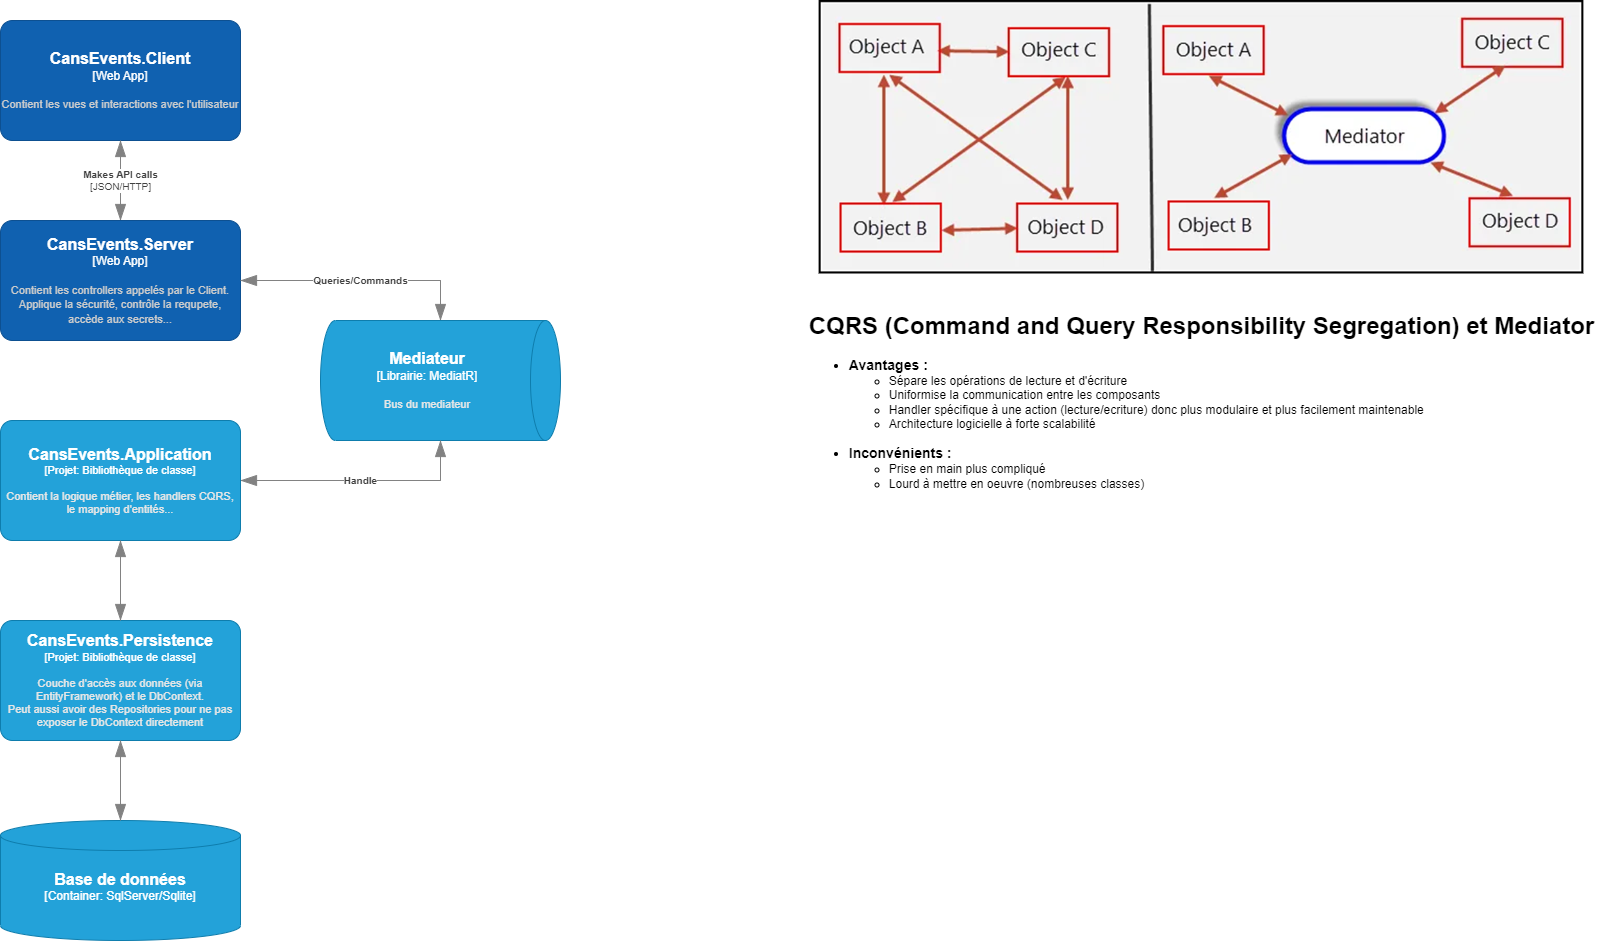 CansEvents.Client
[Web App]
Contient les vues et interactions avec l'utilisateur
Makes API calls
[JSON/HTTP]
CansEvents.Server
[Web App]
Contient les controllers appelés par le Client.
Applique la sécurité, contrôle la requpete,
accède aux secrets...
Queries/Commands
Mediateur
[Librairie: MediatR]
Bus du mediateur
CansEvents.Application
[Projet: Bibliothèque de classe]
Contient la logique métier, les handlers CQRS,
le mapping d'entités...
Handle
CansEvents.Persistence
[Projet: Bibliothèque de classe]
Couche d'accès aux données (via
EntityFramework) et le DbContext.
Peut aussi avoir des Repositories pour ne pas
exposer le DbContext directement
Base de données
[Container: SqlServer/Sqlite]
Object A
Object C
Object B
Object D
Object A
Object C
Mediator
Object B
Object D
CQRS (Command and Query Responsibility Segregation) et Mediator
• Avantages :
◦ Sépare les opérations de lecture et d'écriture
◦ Uniformise la communication entre les composants
◦ Handler spécifique à une action (lecture/ecriture) donc plus modulaire et plus facilement maintenable
◦ Architecture logicielle à forte scalabilité
• Inconvénients :
◦ Prise en main plus compliqué
◦ Lourd à mettre en oeuvre (nombreuses classes)